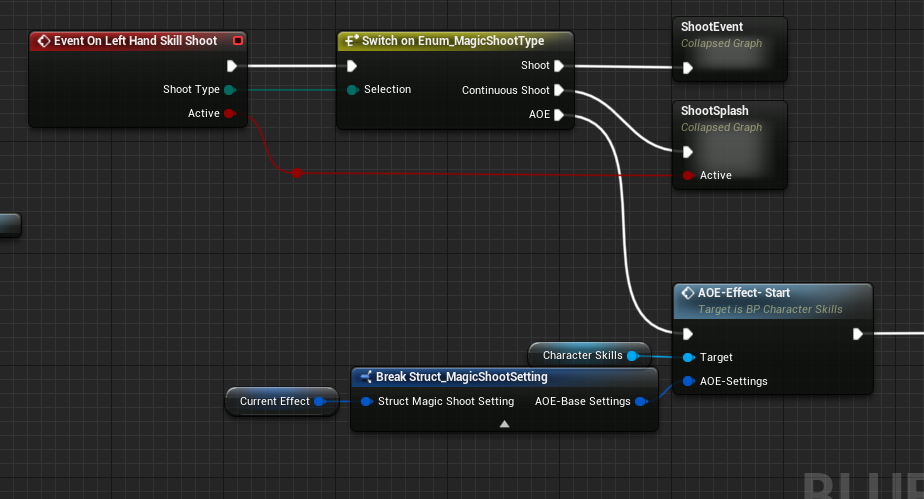 Event On Left Hand Skill Shoot
Shoot Type
Active
Switch on Enum_MagicShootType
Selection
Shoot
Continuous Shoot
AOE
ShootEvent
Collapsed Graph
ShootSplash
Collapsed Graph
Active
AOE-Effect- Start
Target is BP Character Skills
Target
AOE-Settings
Character Skills
Break Struct_MagicShootSetting
Current Effect
Struct Magic Shoot Setting
AOE-Base Settings